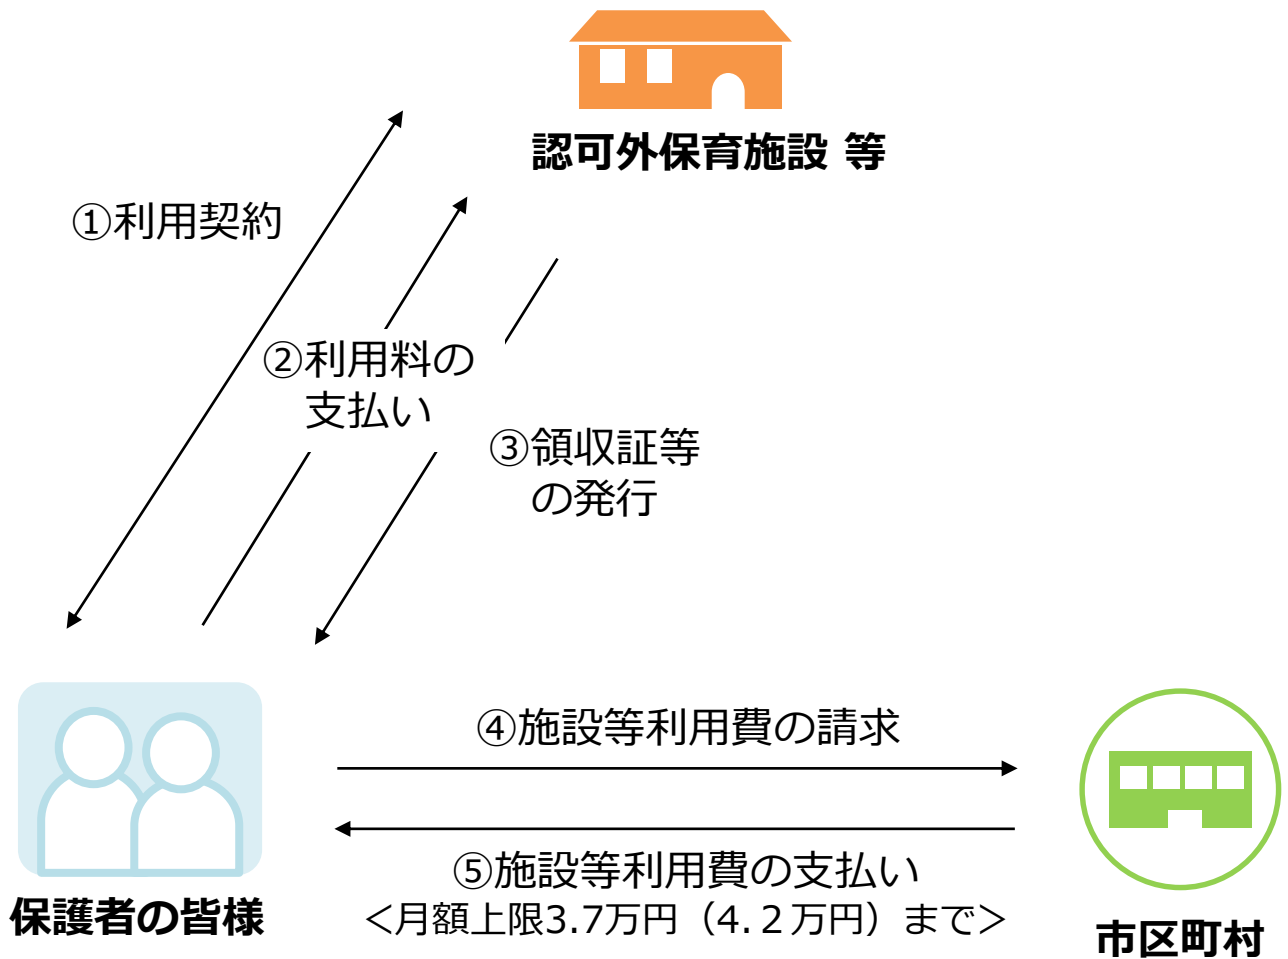 認可外保育施設 等
①利用契約
②利用料の
支払い
③領収証等
の発行
④施設等利用費の請求
⑤施設等利用費の支払い
＜月額上限3.7万円（4.２万円）まで＞
保護者の皆様
市区町村